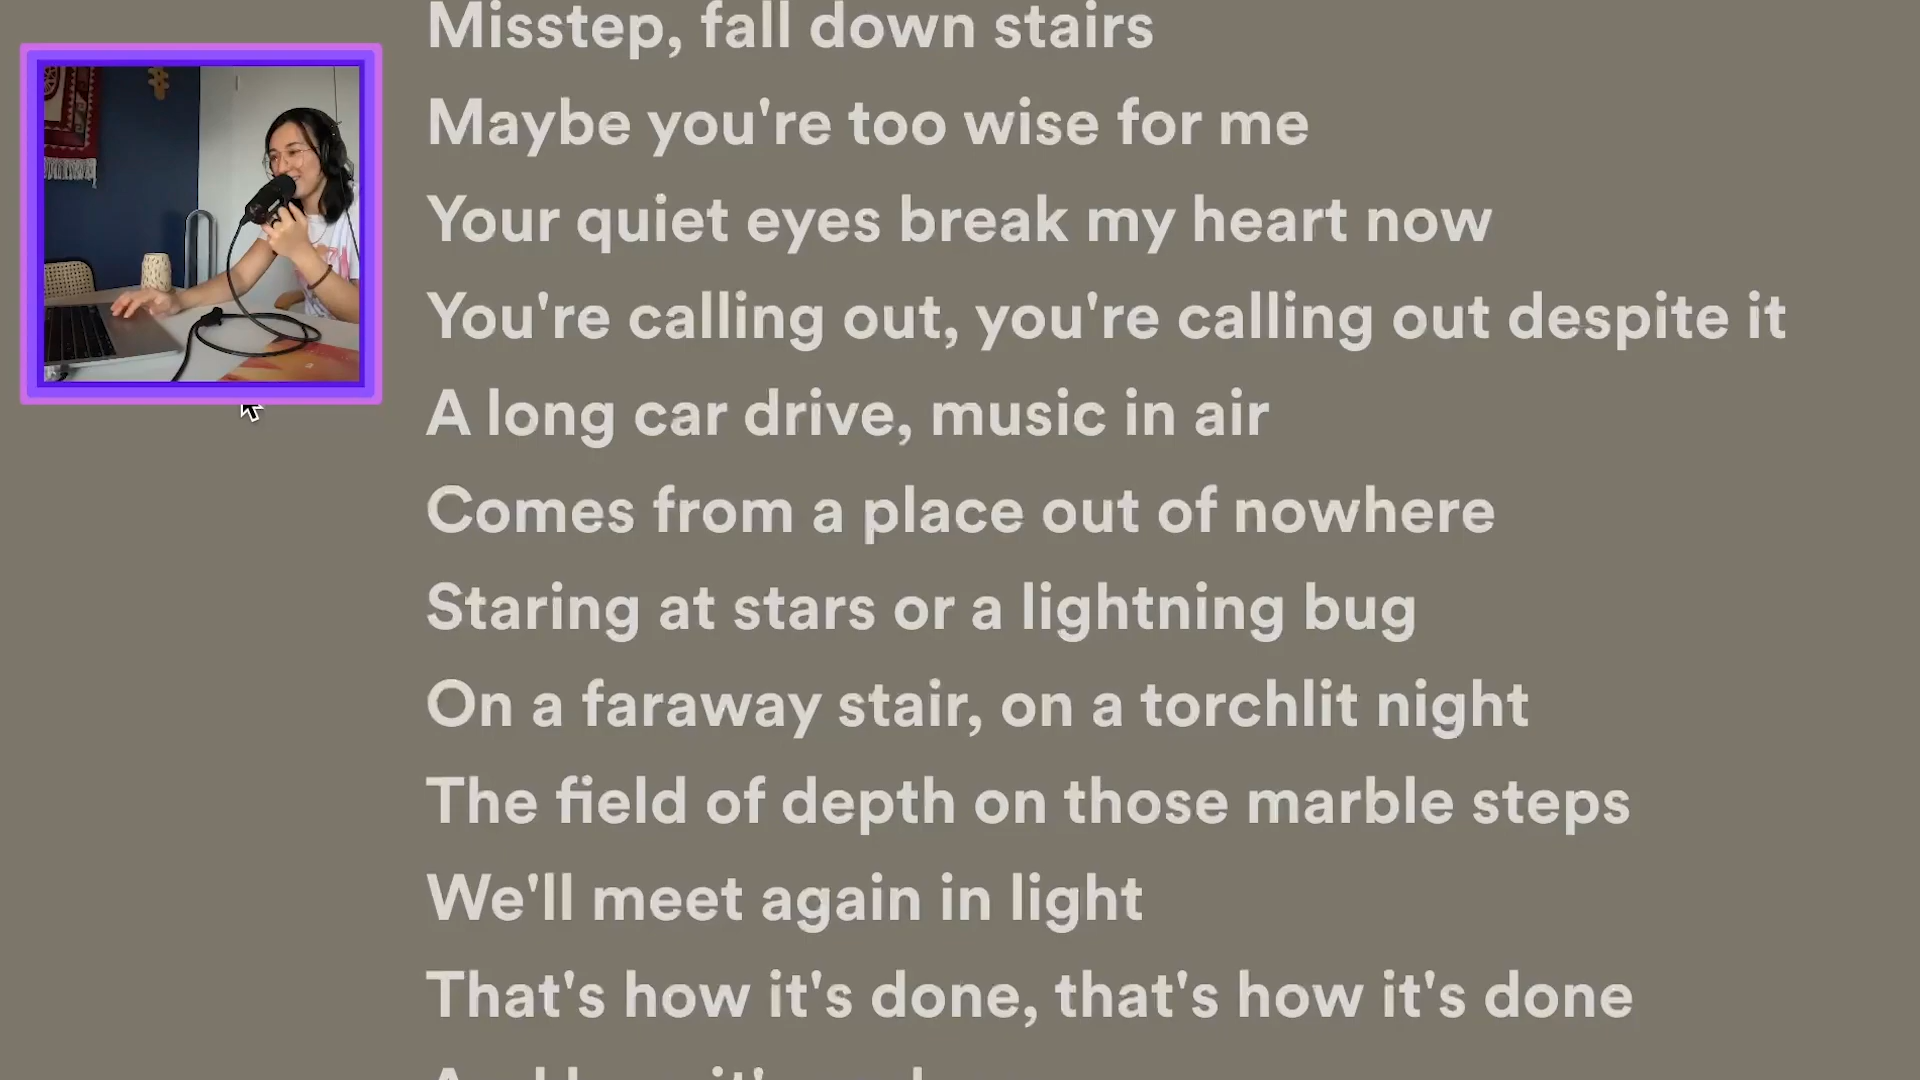 Misstep, fall down stairs
Maybe you're too wise for me
Your quiet eyes break my heart now
You're calling out, you're calling out despite it
A long car drive, music in air
Comes from a place out of nowhere
Staring at stars or a lightning bug
On a faraway stair, on a torchlit night
The field of depth on those marble steps
We'll meet again in light
That's how it's done, that's how it's done